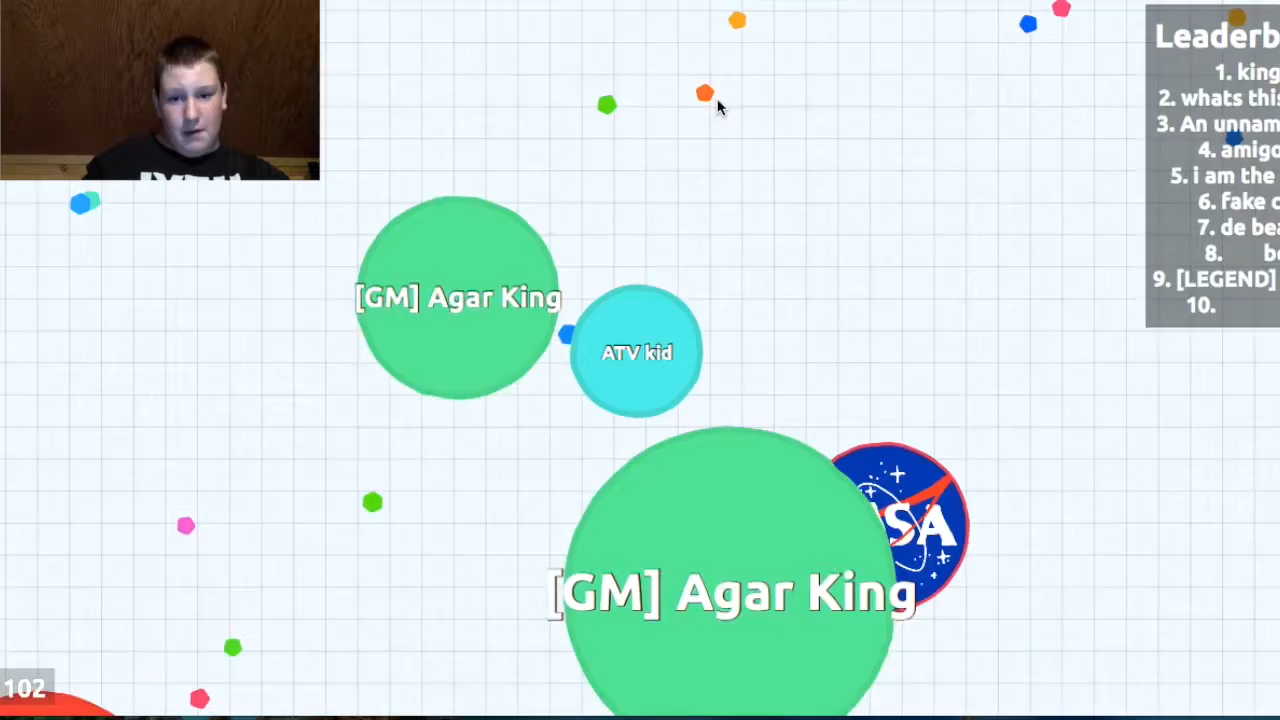 Leaderb
1. king
2. whats this
3. An unnam
4. amigo
5. i am the
6. fake
7. de bea
8.
9. [LEGEND]
10.
[GM] Agar King
ATV kid
SA
[GM] Agar King
102